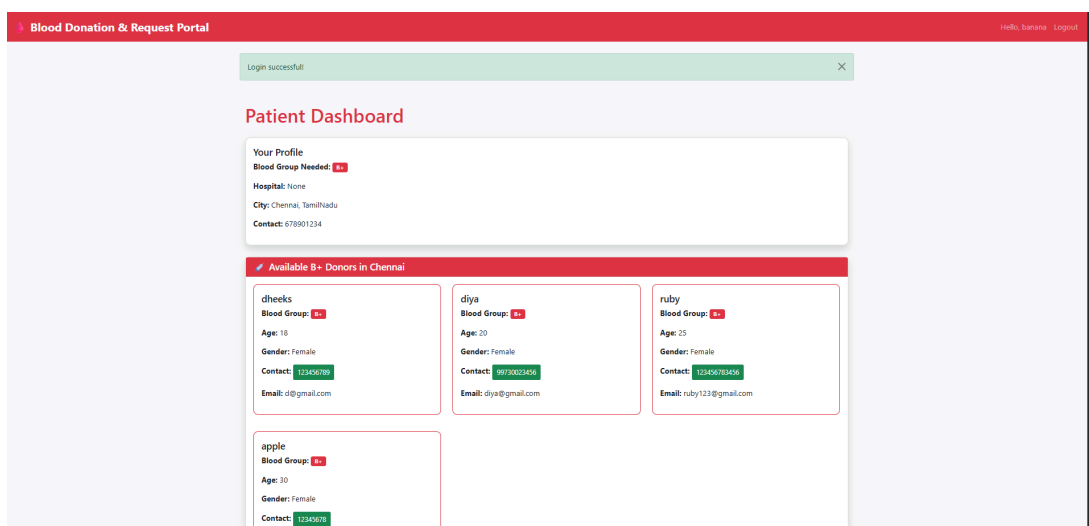 Blood Donation & Request Portal
Hello, banana Logout
Login successful!
Patient Dashboard
Your Profile
Blood Group Needed: B+
Hospital: None
City: Chennai, TamilNadu
Contact: 678901234
Available B+ Donors in Chennai
dheeks
Blood Group: B+
Age: 18
Gender: Female
Contact: 123456789
Email: d@gmail.com
diya
Blood Group: B+
Age: 20
Gender: Female
Contact: 99730023456
Email: diya@gmail.com
ruby
Blood Group: B+
Age: 25
Gender: Female
Contact: 123456783456
Email: ruby123@gmail.com
apple
Blood Group: B+
Age: 30
Gender: Female
Contact: 12345678